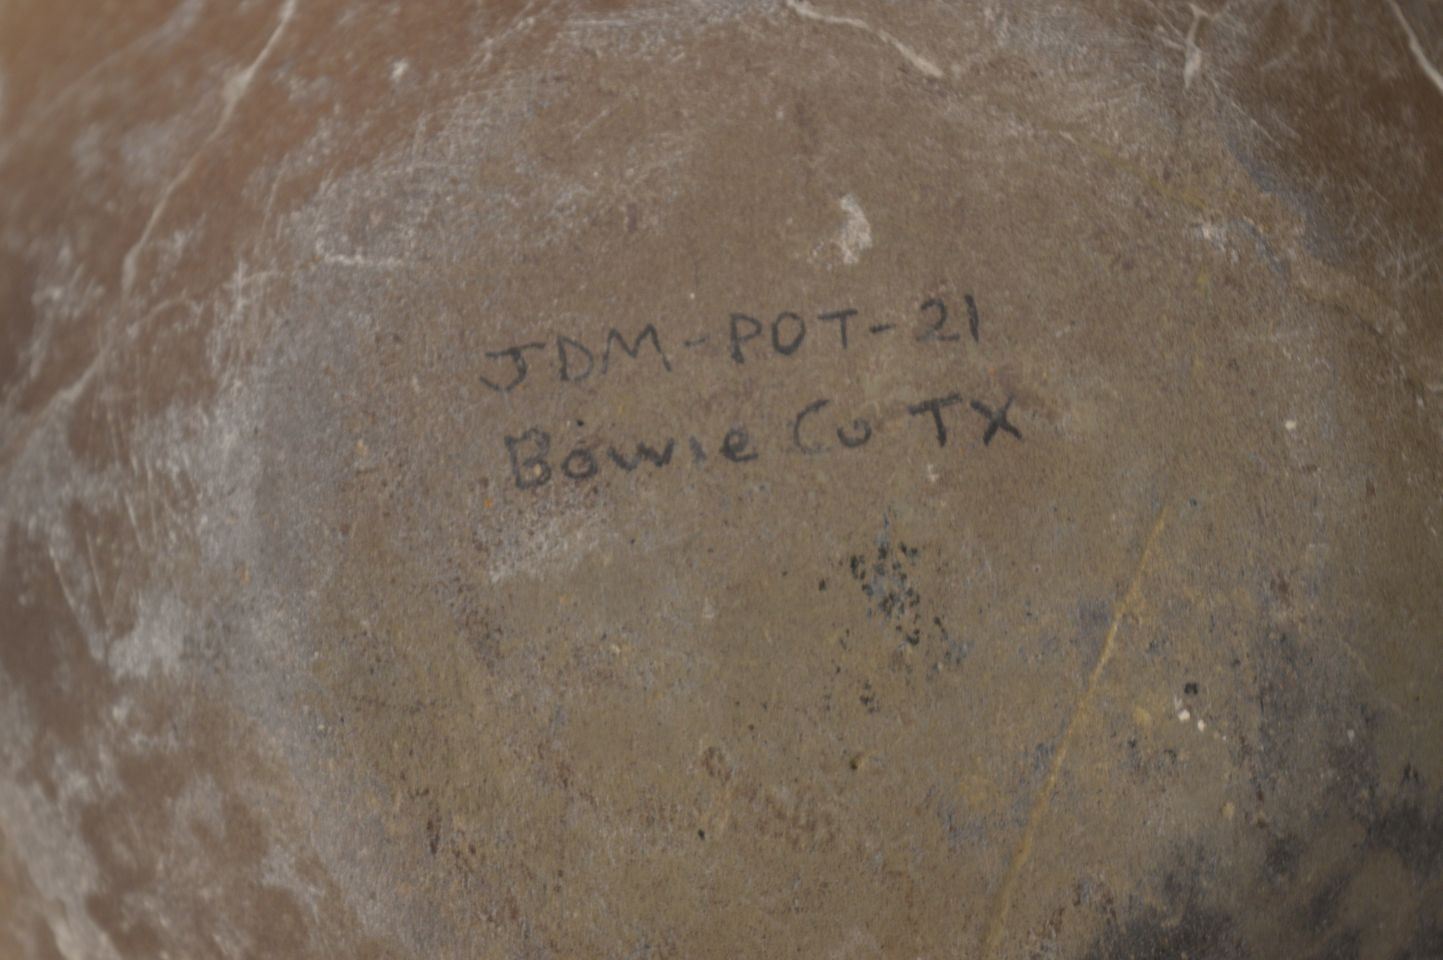 JDM-POT-21
Bowie Co TX